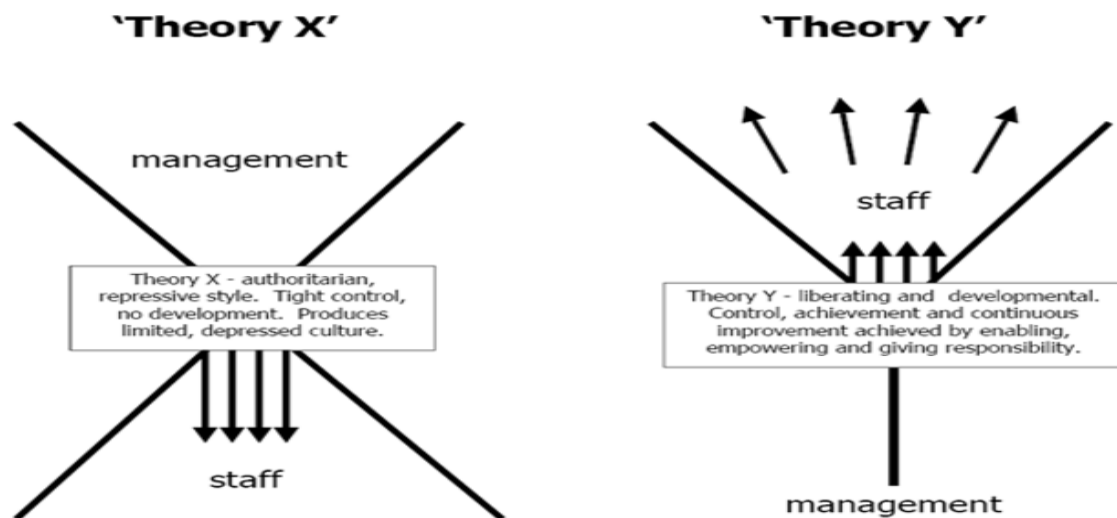 ‘Theory X’
management
Theory X - authoritarian,
repressive style. Tight control,
no development. Produces
limited, depressed culture.
staff
‘Theory Y’
staff
Theory Y - liberating and developmental.
Control, achievement and continuous
improvement achieved by enabling,
empowering and giving responsibility.
management